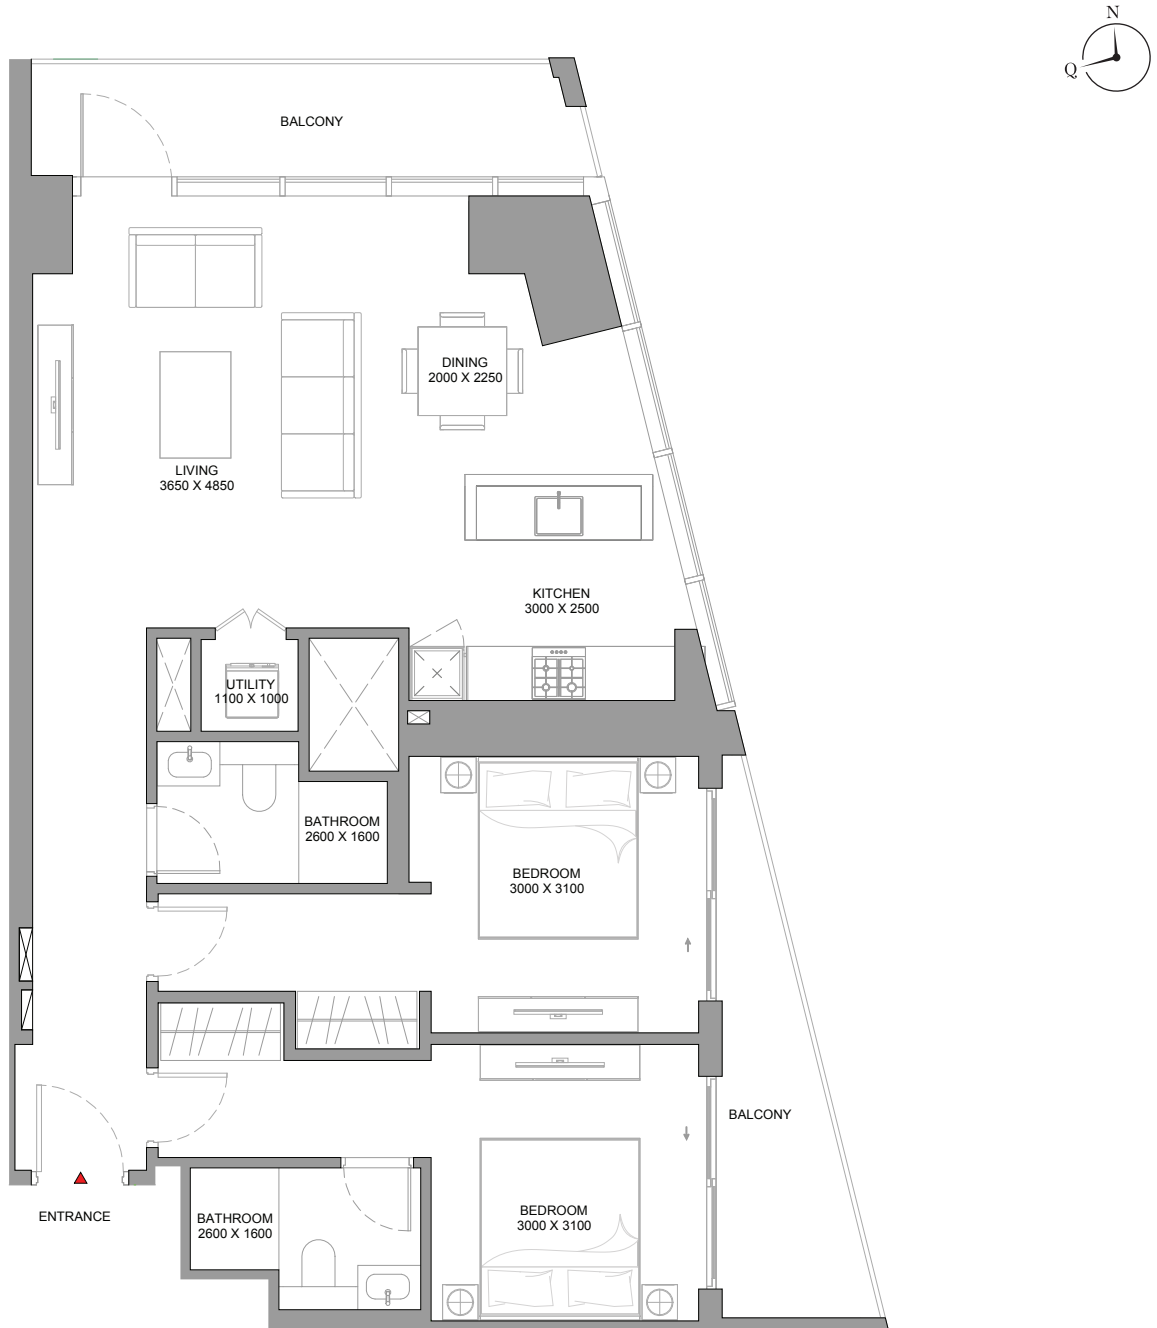 N
Q
BALCONY
DINING
2000 X 2250
LIVING
3650 X 4850
KITCHEN
3000 X 2500
UTILITY
1100 X 1000
BATHROOM
2600 X 1600
BEDROOM
3000 X 3100
BALCONY
ENTRANCE
BATHROOM
2600 X 1600
BEDROOM
3000 X 3100